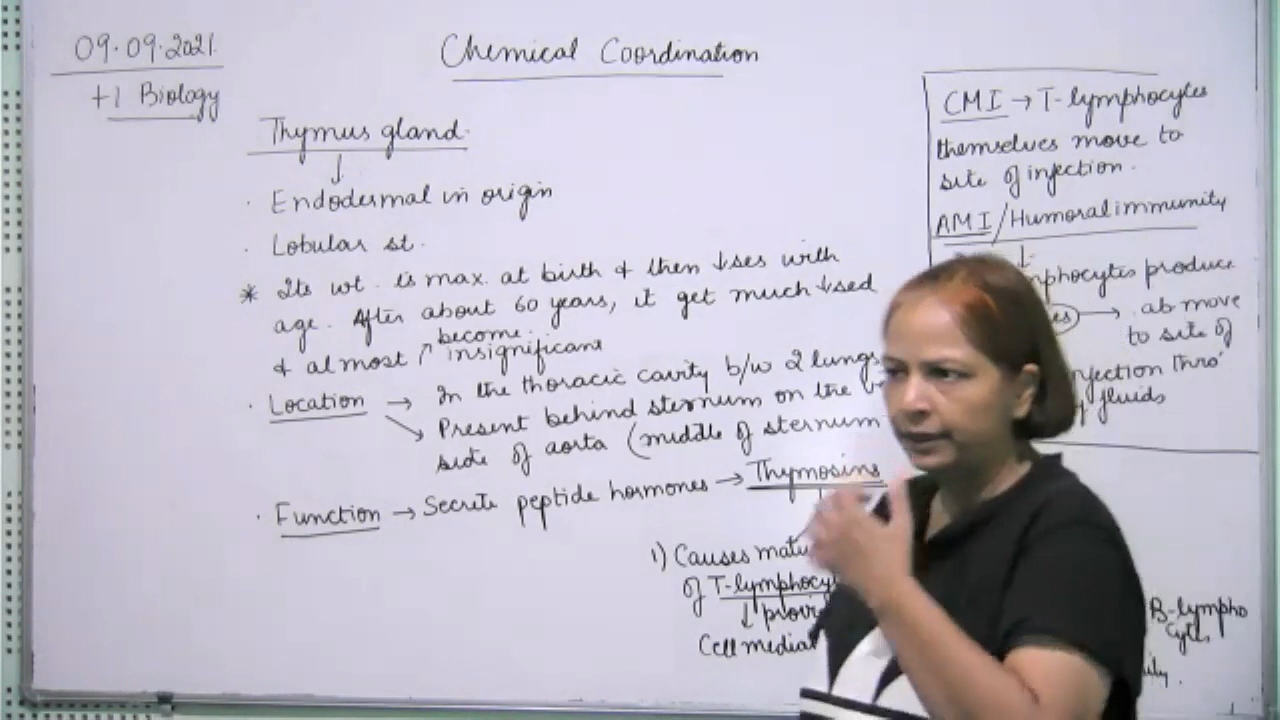 09.09.2021.
+1 Biology
Chemical Coordination
Thymus gland.
↓
· Endodermal in origin
· Lobular st.
* Its wt. is max. at birth & then ↓ses with
age. After about 60 years, it get much ↓sed
& almost become insignificant
· Location → In the thoracic cavity b/w 2 lungs
Present behind sternum on the
side of aorta (middle of sternum
· Function → Secrete peptide hormones → Thymosins
1) Causes
of T-lymphocy
↓
Cell
CMI → T-lymphocytes
themselves move to
site of infection.
AMI / Humoral immunity
↓
produce
→ ab move
to site of
thro'
fluids
B-lympho
cytes